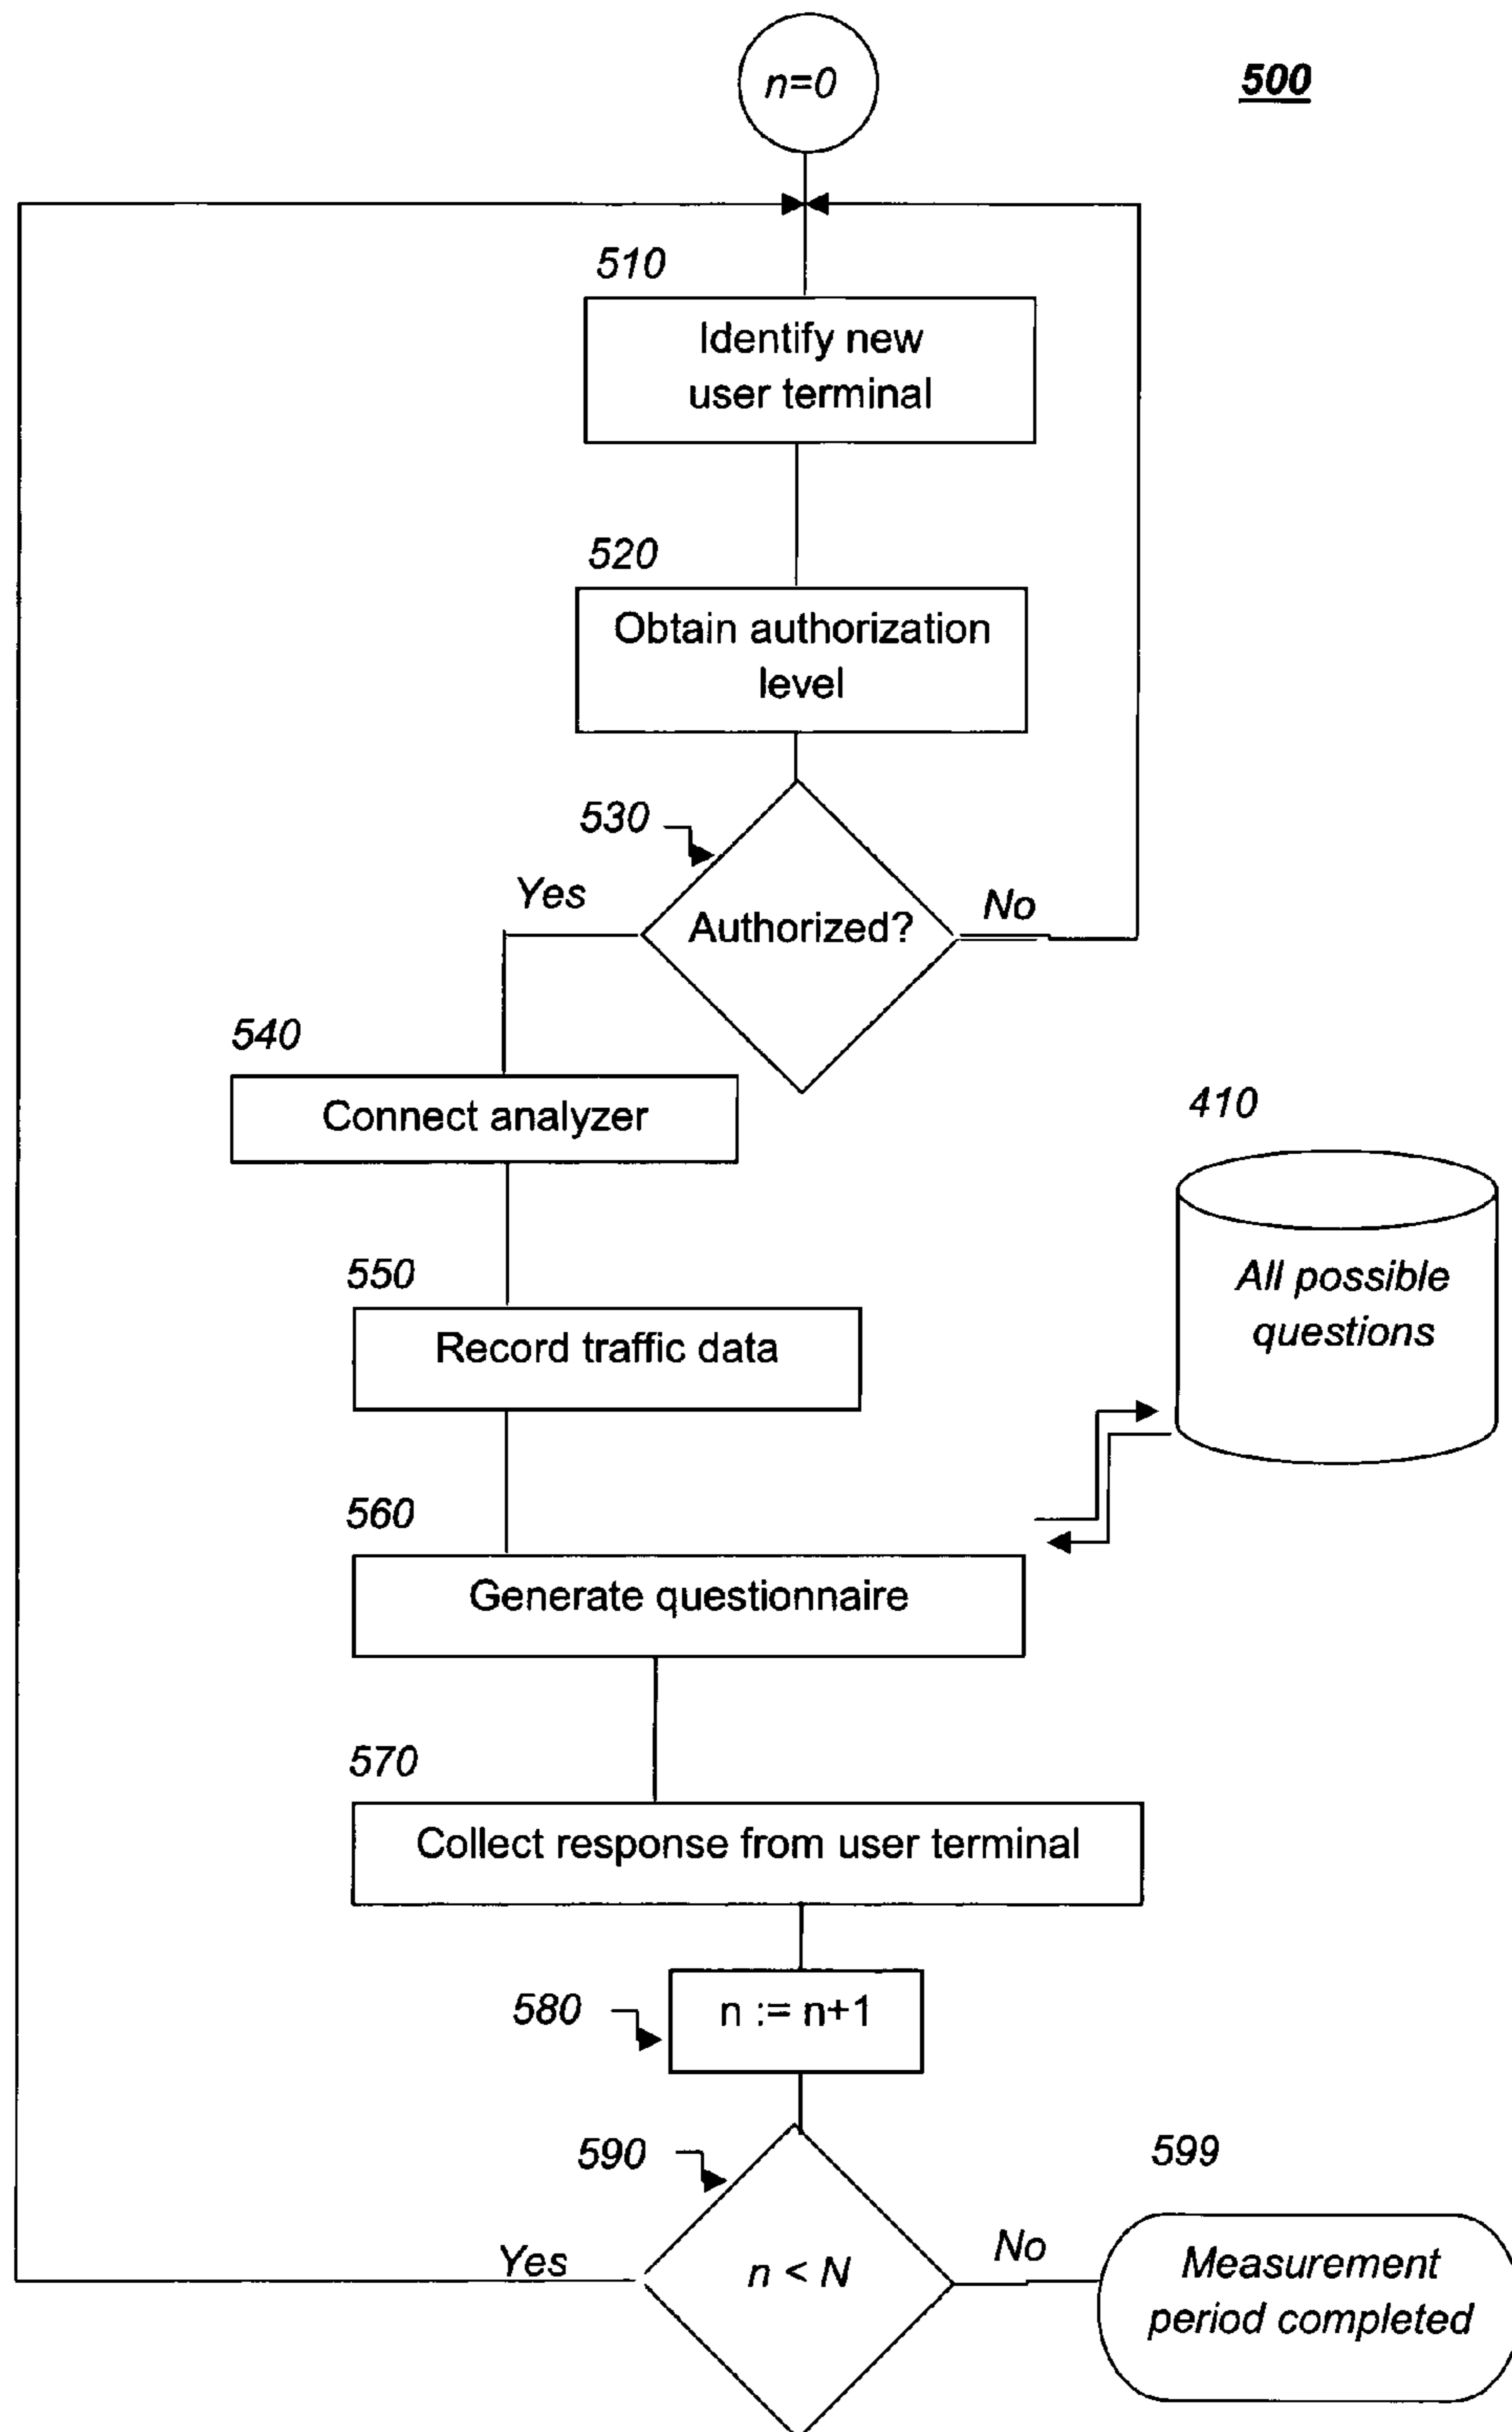 n=0
500
510
Identify new
user terminal
520
Obtain authorization
level
530
Yes
Authorized?
No
540
Connect analyzer
410
All possible
questions
550
Record traffic data
560
Generate questionnaire
570
Collect response from user terminal
580
n := n+1
590
599
Yes
n < N
No
Measurement
period completed